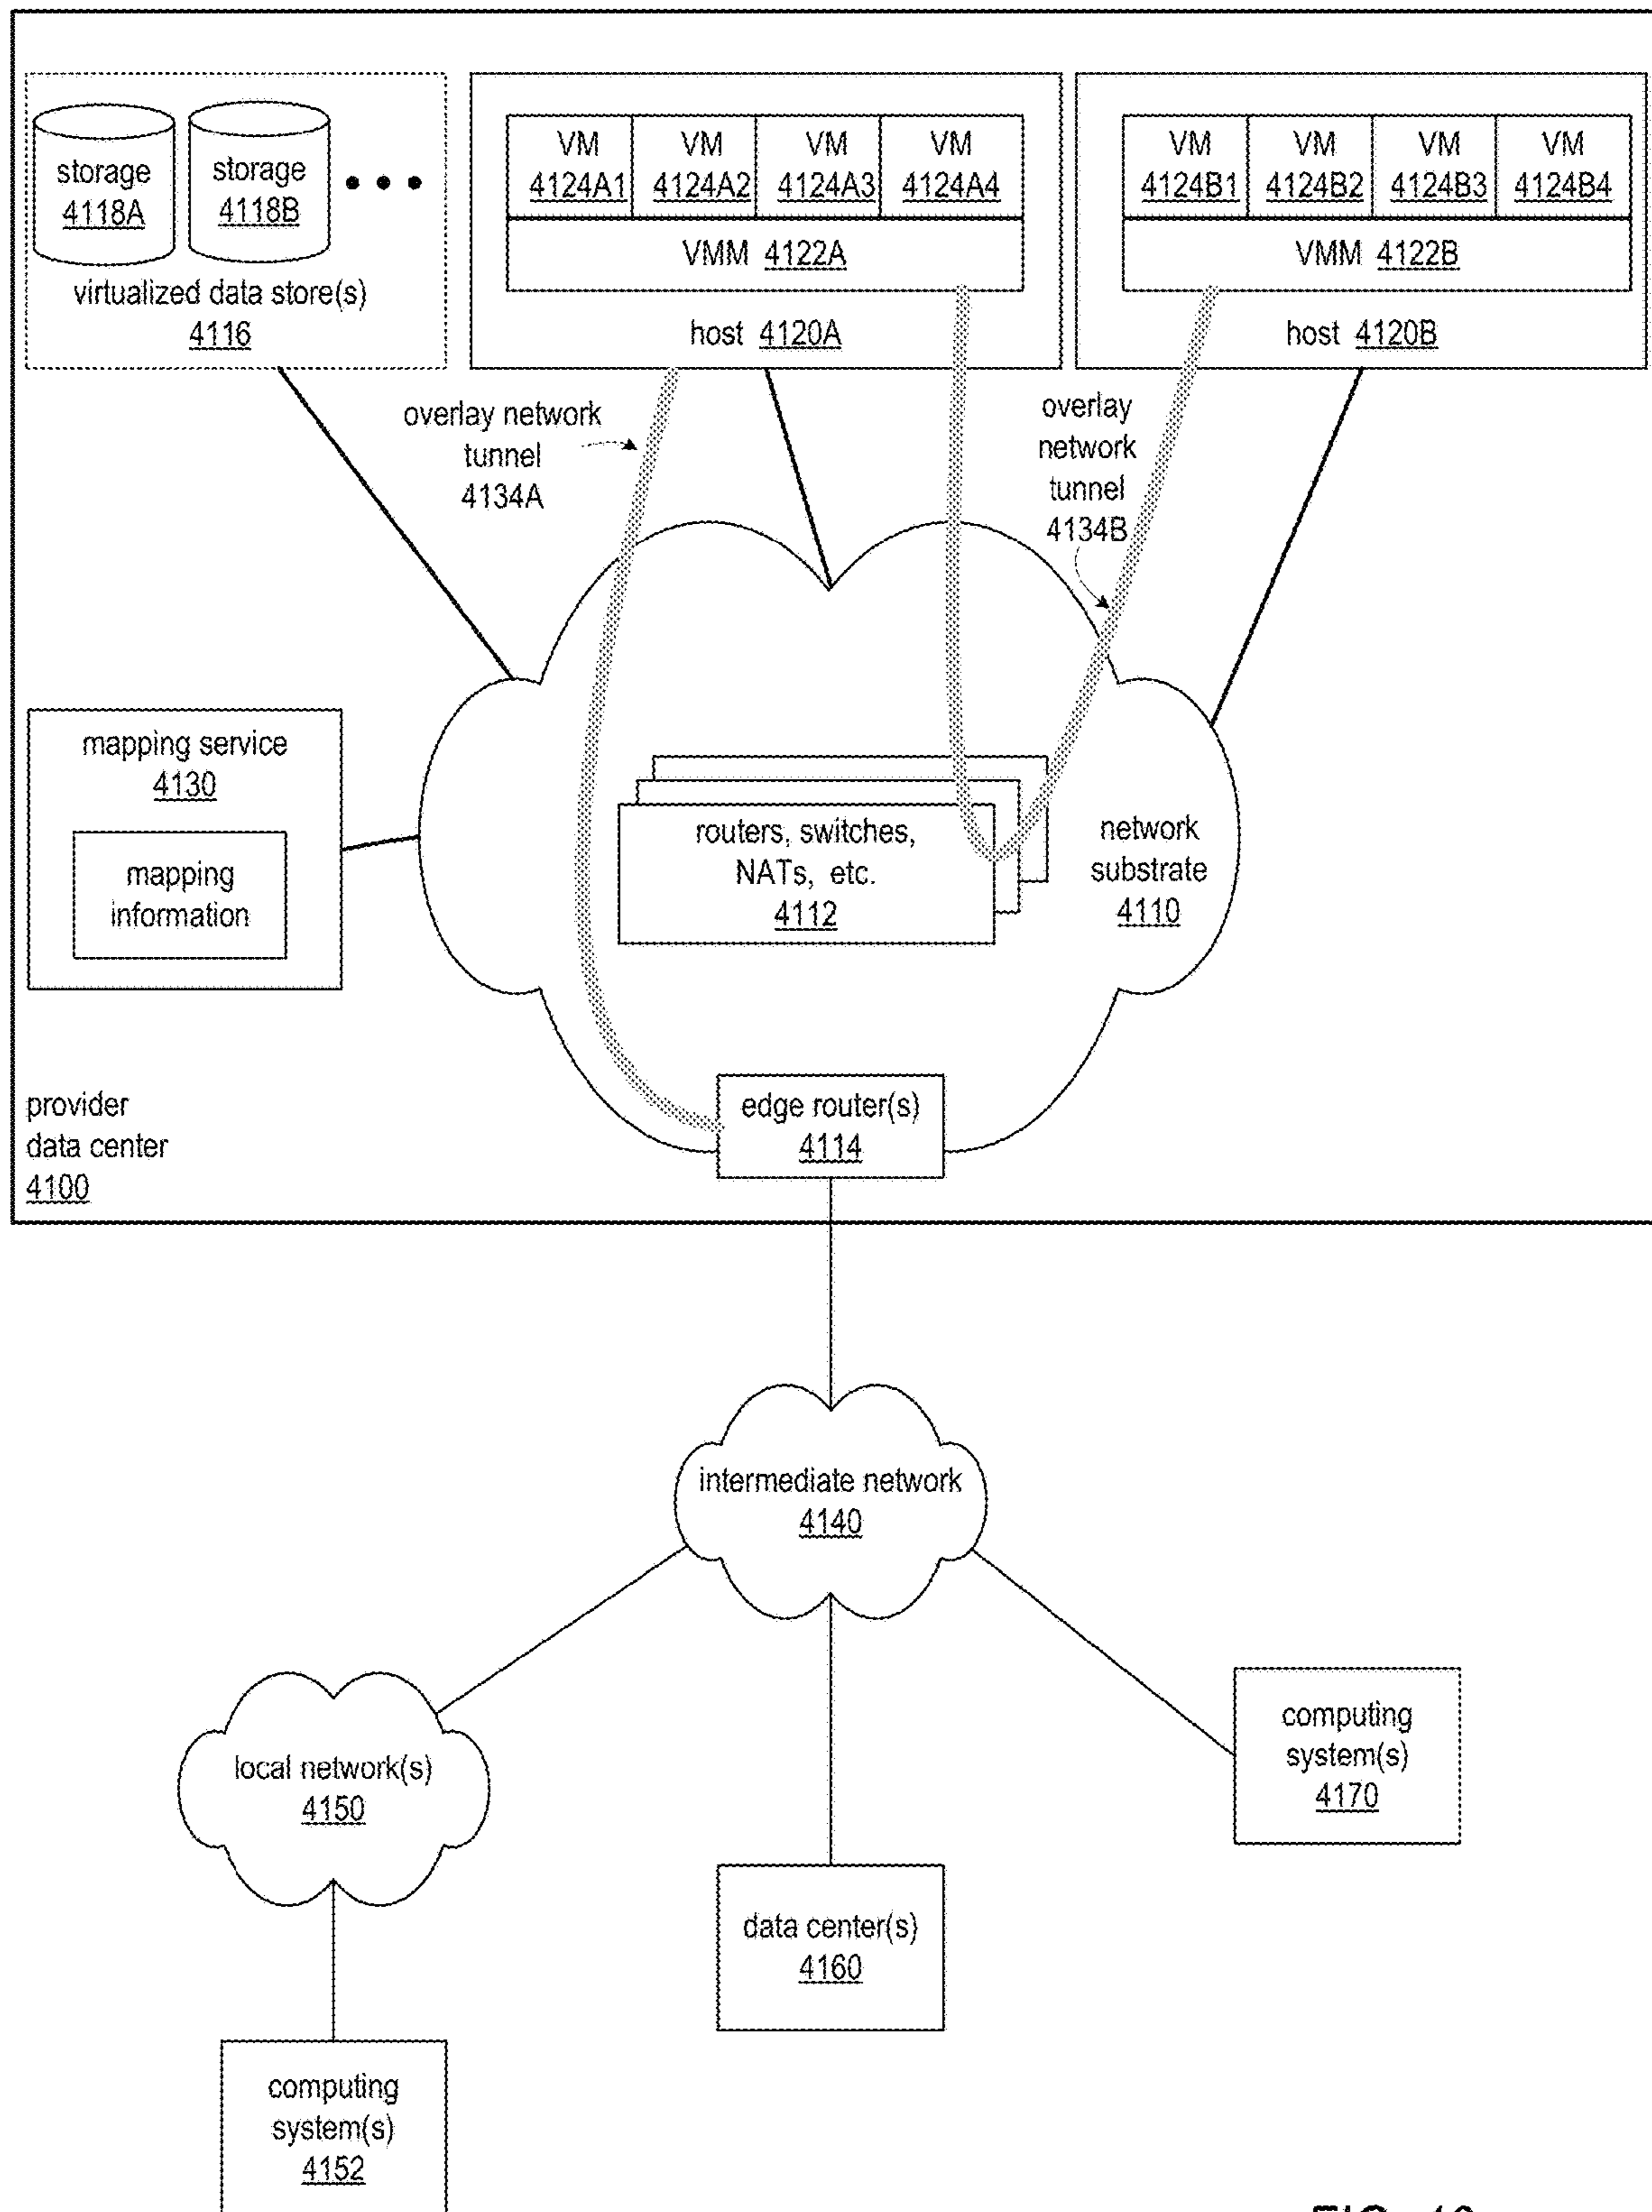 storage
4118A
storage
4118B
virtualized data store(s)
4116
VM
4124A1
VM
4124A2
VM
4124A3
VM
4124A4
VMM 4122A
host 4120A
VM
4124B1
VM
4124B2
VM
4124B3
VM
4124B4
VMM 4122B
host 4120B
overlay network
tunnel
4134A
overlay
network
tunnel
4134B
mapping service
4130
mapping
information
routers, switches,
NATs, etc.
4112
network
substrate
4110
provider
data center
4100
edge router(s)
4114
intermediate network
4140
local network(s)
4150
computing
system(s)
4170
data center(s)
4160
computing
system(s)
4152